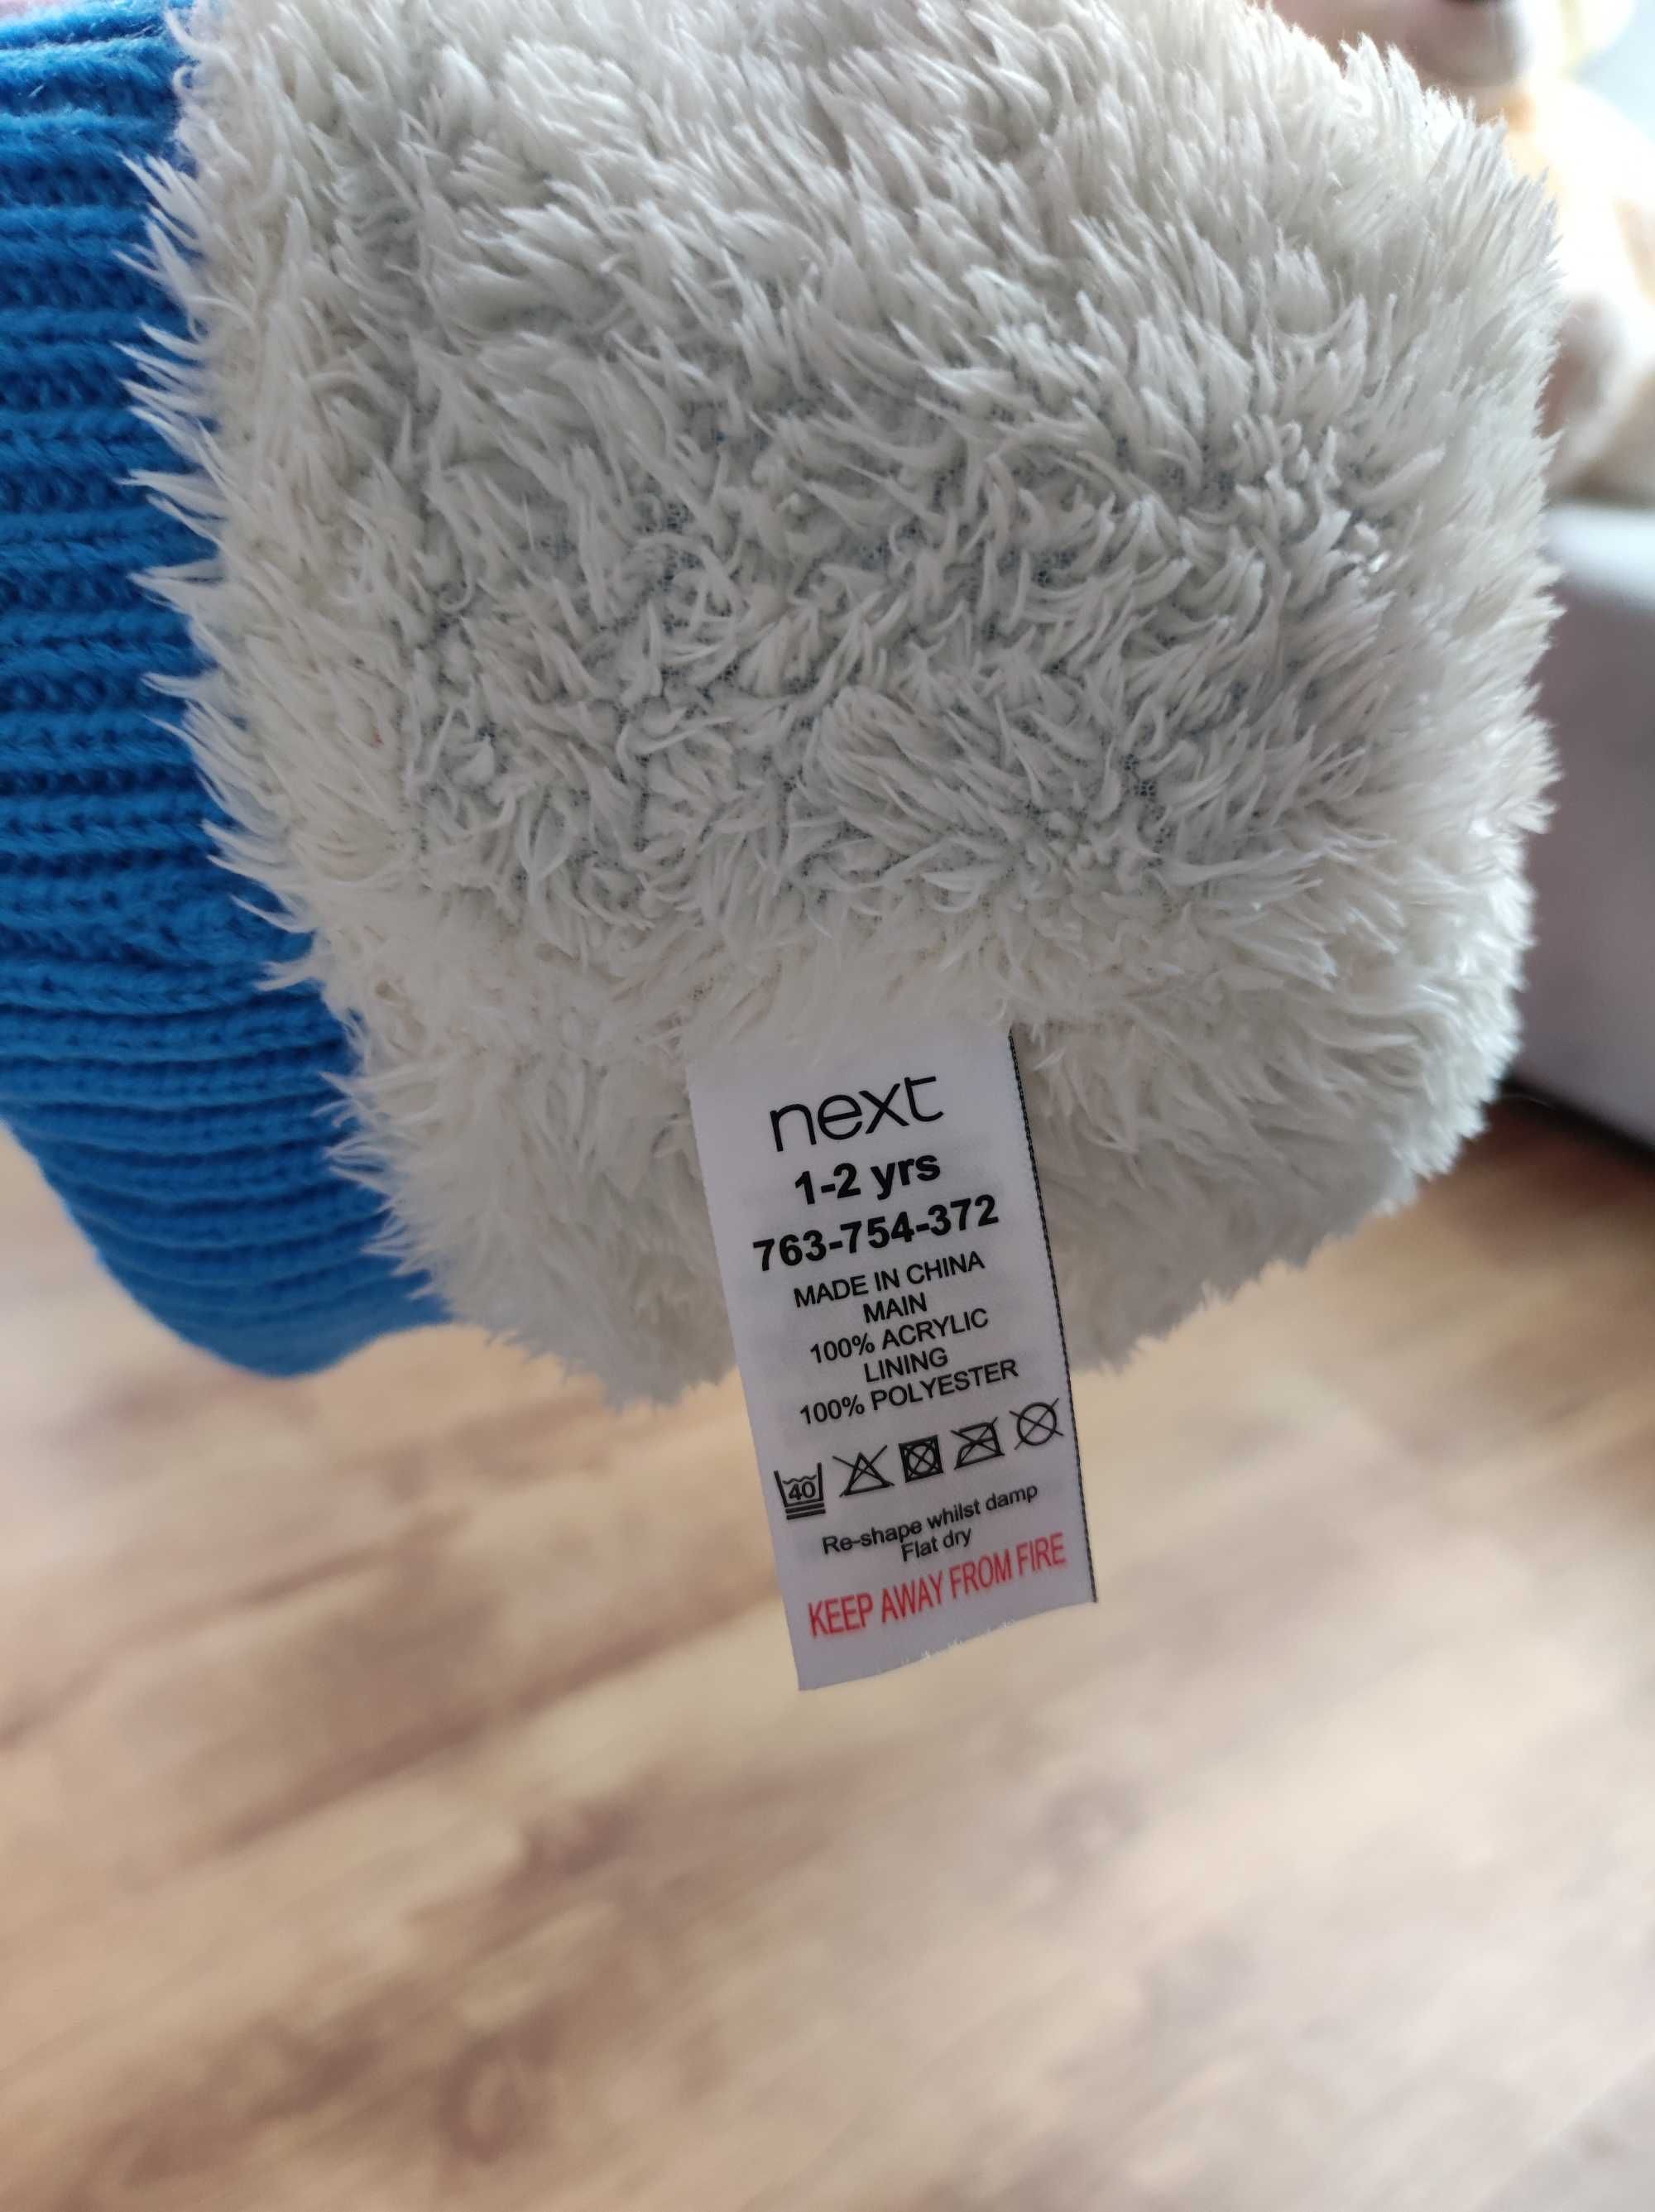 next
1-2 yrs
763-754-372
MADE IN CHINA
MAIN
100% ACRYLIC
LINING
100% POLYESTER
40
Re-shape whilst damp
Flat dry
KEEP AWAY FROM FIRE